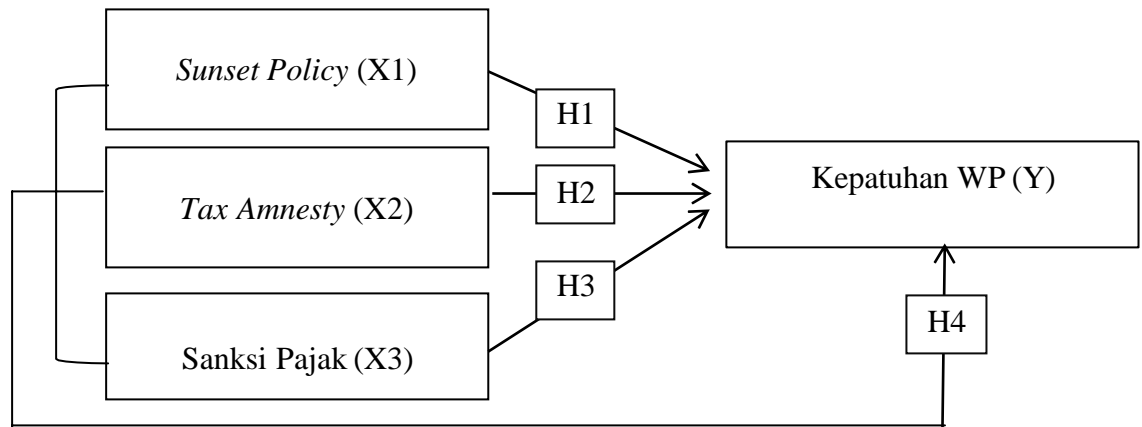 Sunset Policy (X1)
H1
Kepatuhan WP (Y)
H2
Tax Amnesty (X2)
H3
H4
Sanksi Pajak (X3)